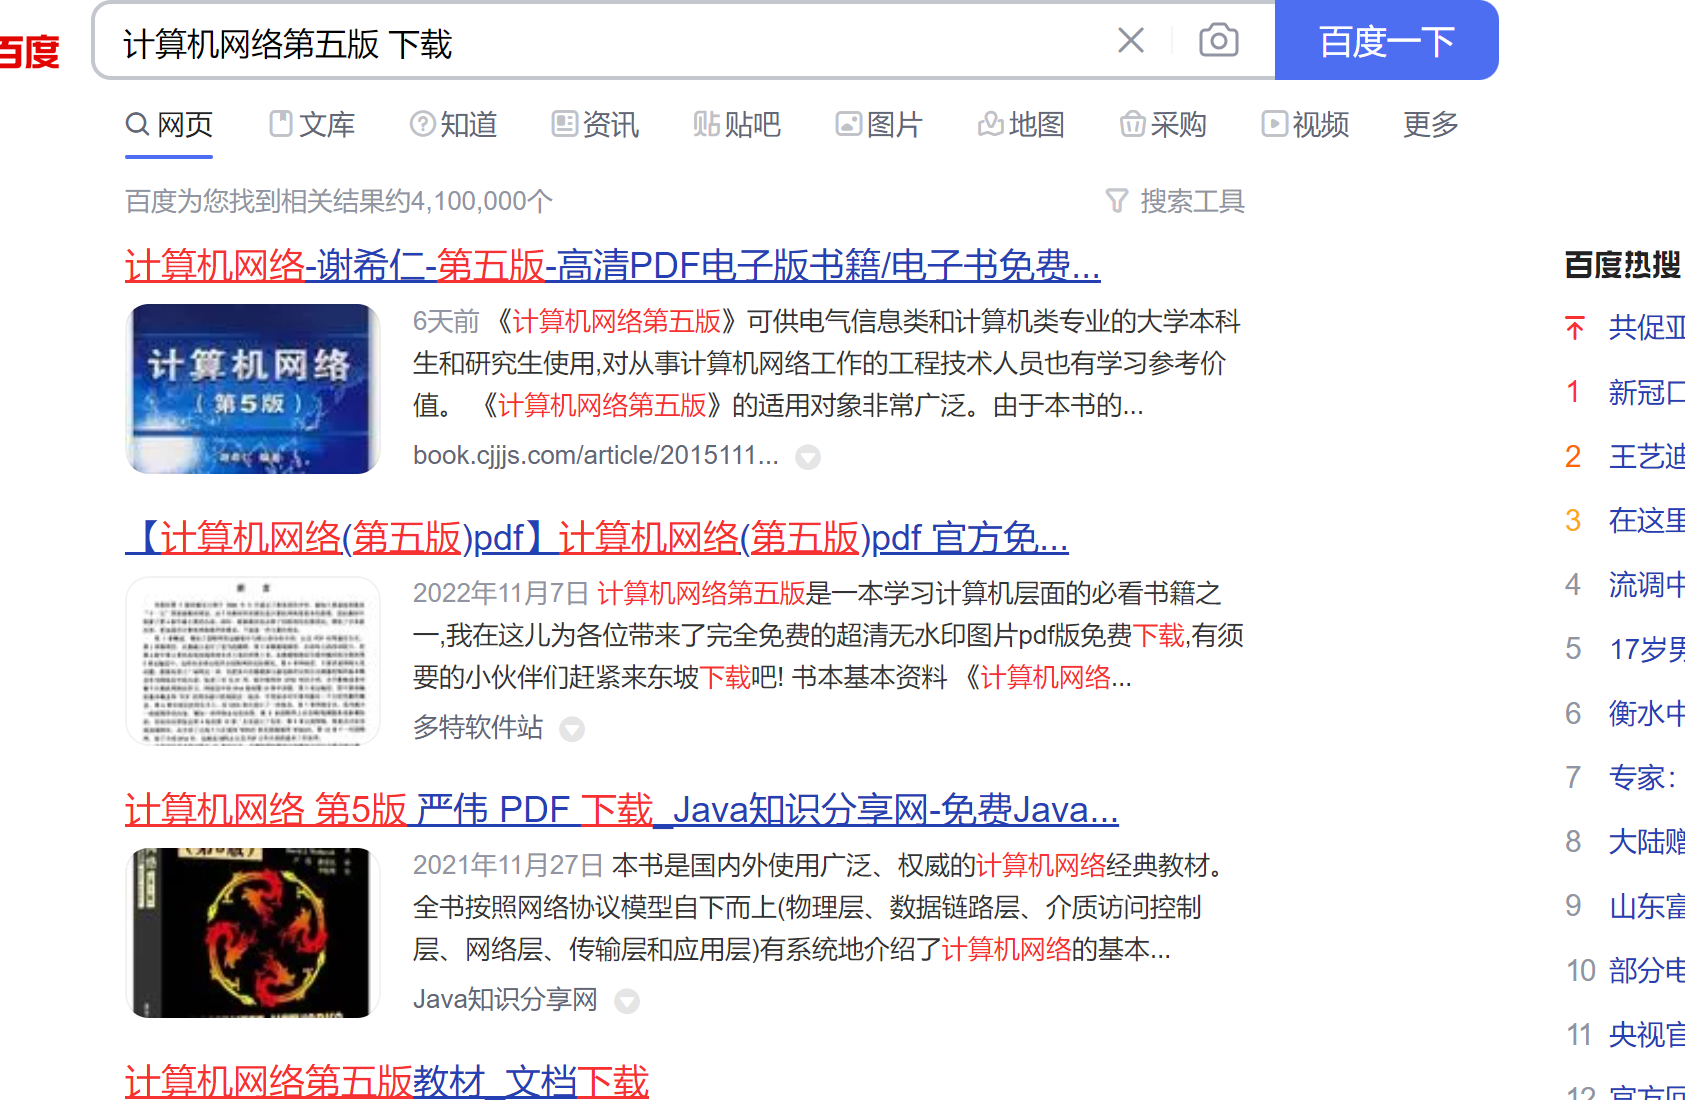 百度
计算机网络第五版 下载
百度一下
网页 文库 知道 资讯 贴吧 图片 地图 采购 视频 更多
百度为您找到相关结果约4,100,000个
搜索工具
计算机网络-谢希仁-第五版-高清PDF电子版书籍/电子书免费...
计算机网络
(第5版)
6天前 《计算机网络第五版》可供电气信息类和计算机类专业的大学本科
生和研究生使用,对从事计算机网络工作的工程技术人员也有学习参考价
值。 《计算机网络第五版》的适用对象非常广泛。由于本书的...
book.cjjjs.com/article/2015111...
【计算机网络(第五版)pdf】计算机网络(第五版)pdf 官方免...
2022年11月7日 计算机网络第五版是一本学习计算机层面的必看书籍之
一,我在这儿为各位带来了完全免费的超清无水印图片pdf版免费下载,有须
要的小伙伴们赶紧来东坡下载吧! 书本基本资料 《计算机网络...
多特软件站
计算机网络 第5版 严伟 PDF 下载_Java知识分享网-免费Java...
2021年11月27日 本书是国内外使用广泛、权威的计算机网络经典教材。
全书按照网络协议模型自下而上(物理层、数据链路层、介质访问控制
层、网络层、传输层和应用层)有系统地介绍了计算机网络的基本...
Java知识分享网
计算机网络第五版教材_文档下载
百度热搜
共促亚
1 新冠口
2 王艺迪
3 在这里
4 流调中
5 17岁男
6 衡水中
7 专家：
8 大陆赠
9 山东富
10 部分电
11 央视官
12 官方回